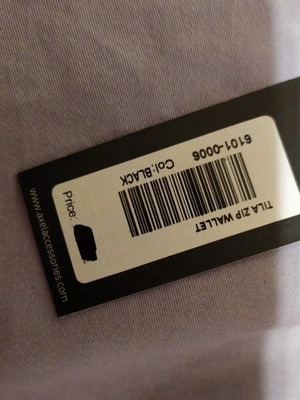 TILA ZIP WALLET
6101-0006
Col:BLACK
Price:
www.axelaccessories.com